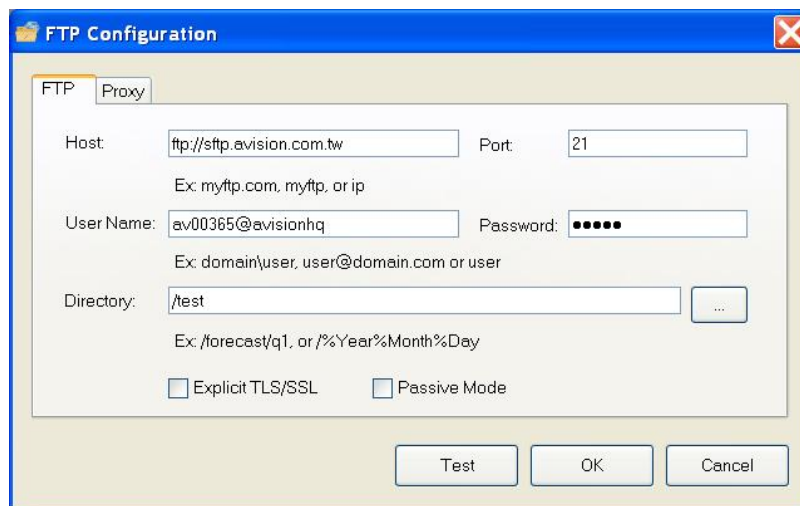 FTP Configuration
FTP Proxy
Host: ftp://sftp.avision.com.tw Port: 21
Ex: myftp.com, myftp, or ip
User Name: av00365@avisionhq Password: •••••
Ex: domain\user, user@domain.com or user
Directory: /test ...
Ex: /forecast/q1, or /%Year%Month%Day
Explicit TLS/SSL Passive Mode
Test OK Cancel